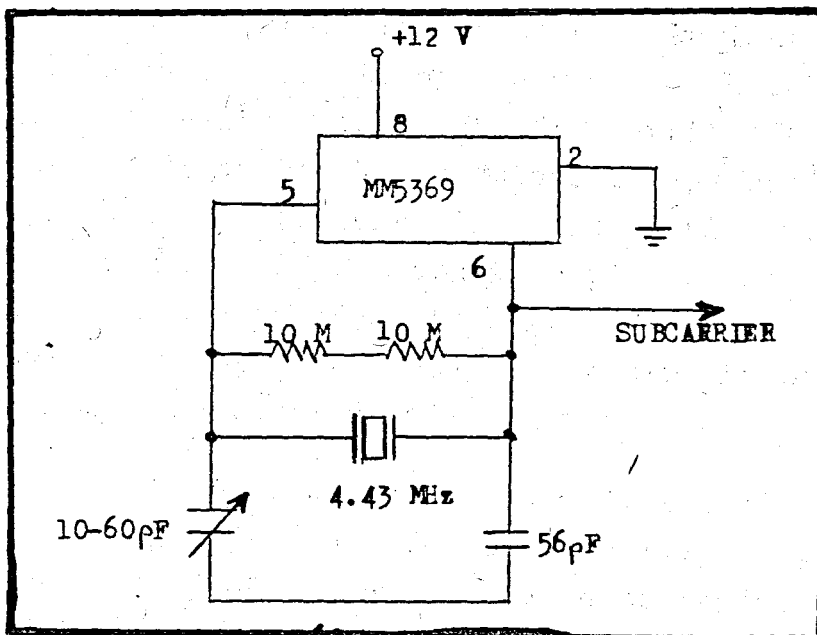 +12 V
8
2
5
MM5369
6
10 M 10 M
SUBCARRIER
4.43 MHz
10-60pF
56pF